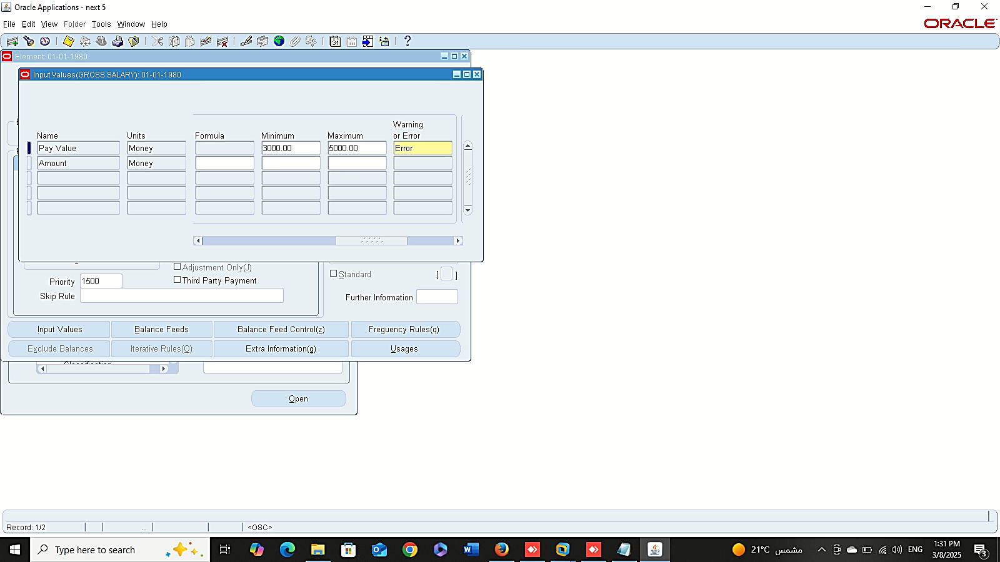 Oracle Applications - next 5
File Edit View Folder Tools Window Help
ORACLE
Element: 01-01-1980
Input Values(GROSS SALARY): 01-01-1980
Warning
Name Units Formula Minimum Maximum or Error
Pay Value Money 3000.00 5000.00 Error
Amount Money
Adjustment Only(J)
Priority 1500 Third Party Payment
Skip Rule
Standard [ ]
Further Information
Input Values Balance Feeds Balance Feed Control(z) Frequency Rules(q)
Exclude Balances Iterative Rules(O) Extra Information(g) Usages
Classification
Open
Record: 1/2 ... <OSC>
Type here to search
21°C مشمس ENG 1:31 PM
3/8/2025
3